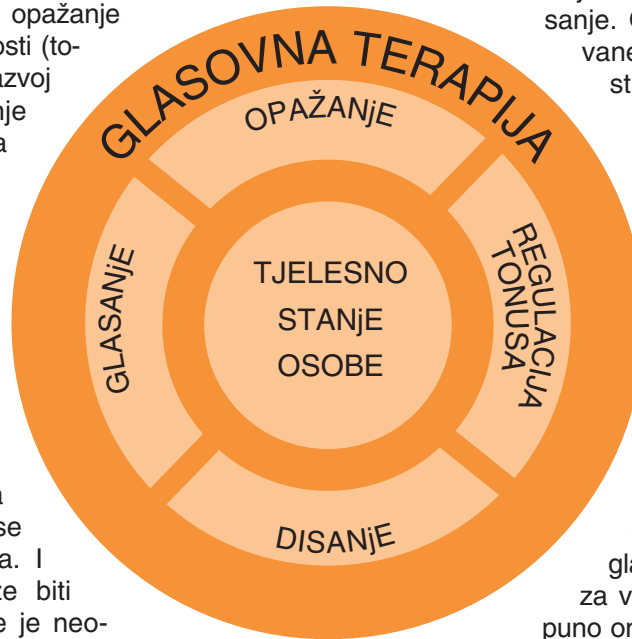 opažanje
osti (to-
azvoj
nje
a
sanje.
vane
st
GLASOVNA TERAPIJA
OPAŽANjE
GLASANjE
REGULACIJA
TONUSA
TJELESNO
STANjE
OSOBE
DISANjE
a
se
a. I
že biti
e je neo-
gla
za v
puno